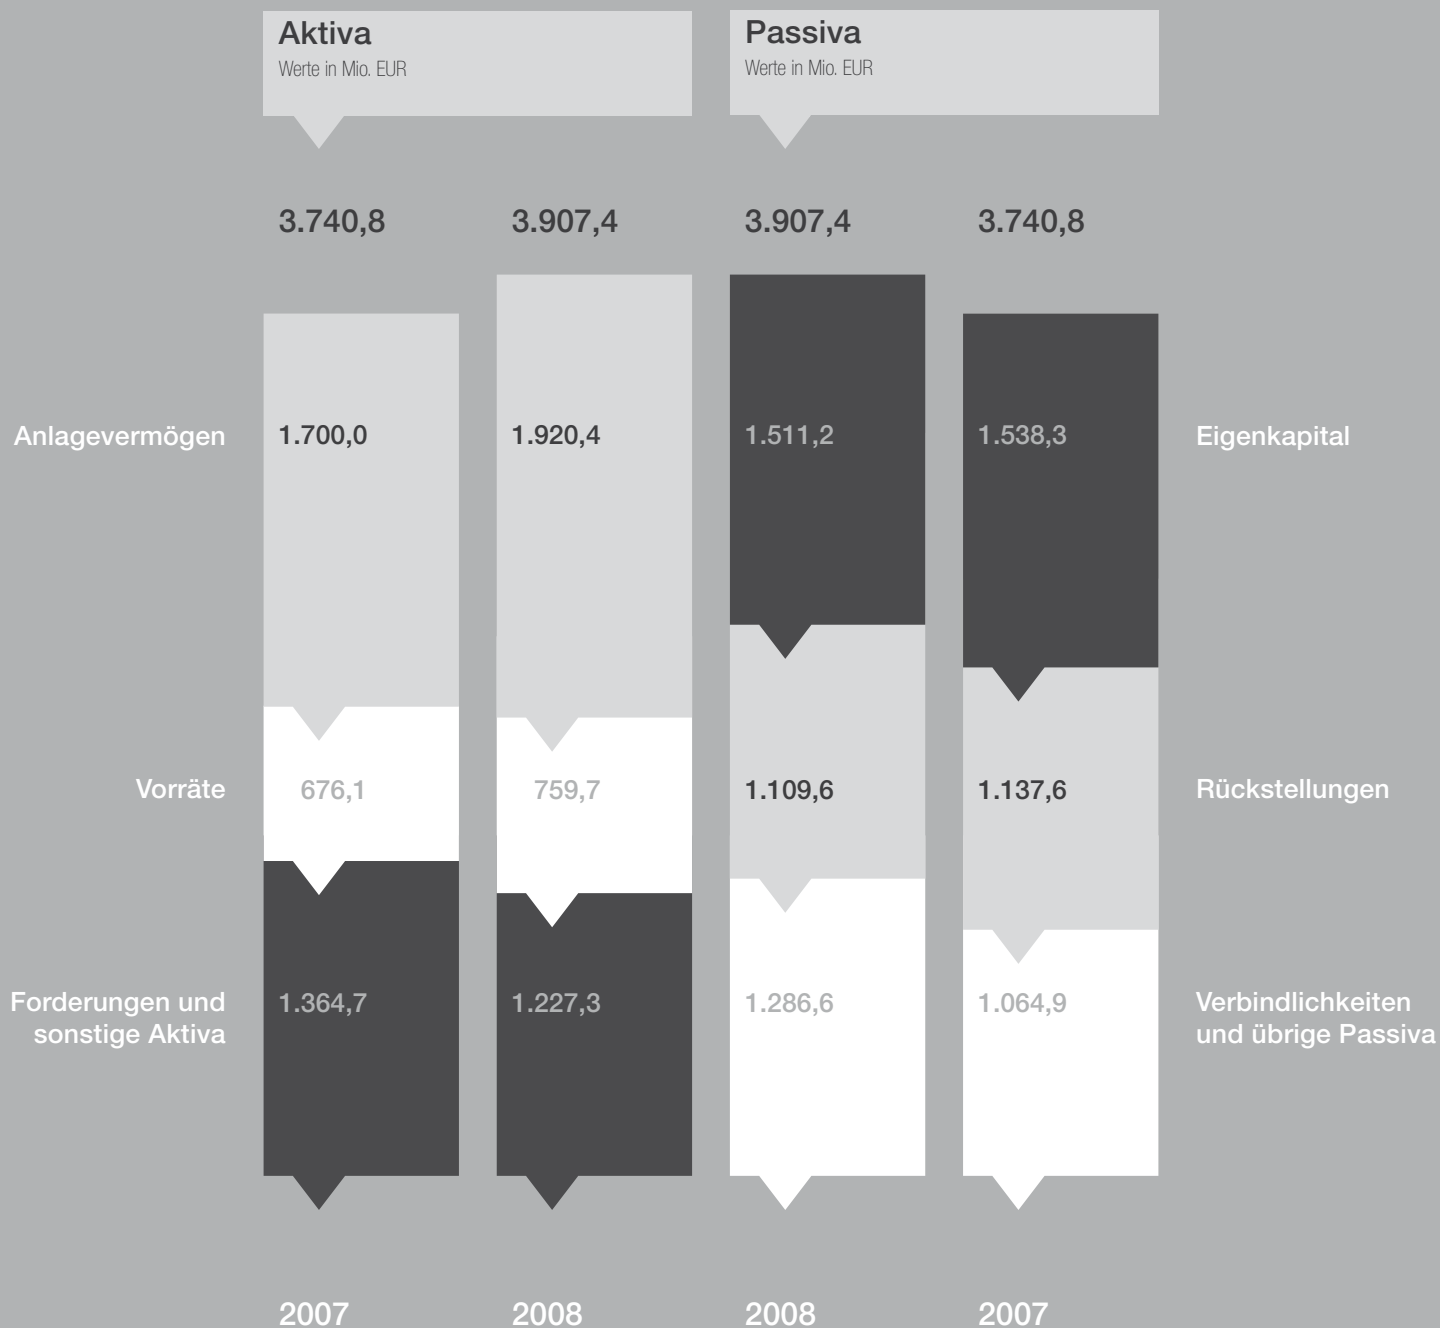 Aktiva
Werte in Mio. EUR
Passiva
Werte in Mio. EUR
3.740,8
3.907,4
3.907,4
3.740,8
Anlagevermögen
1.700,0
1.920,4
1.511,2
1.538,3
Eigenkapital
Vorräte
676,1
759,7
1.109,6
1.137,6
Rückstellungen
Forderungen und
sonstige Aktiva
1.364,7
1.227,3
1.286,6
1.064,9
Verbindlichkeiten
und übrige Passiva
2007
2008
2008
2007